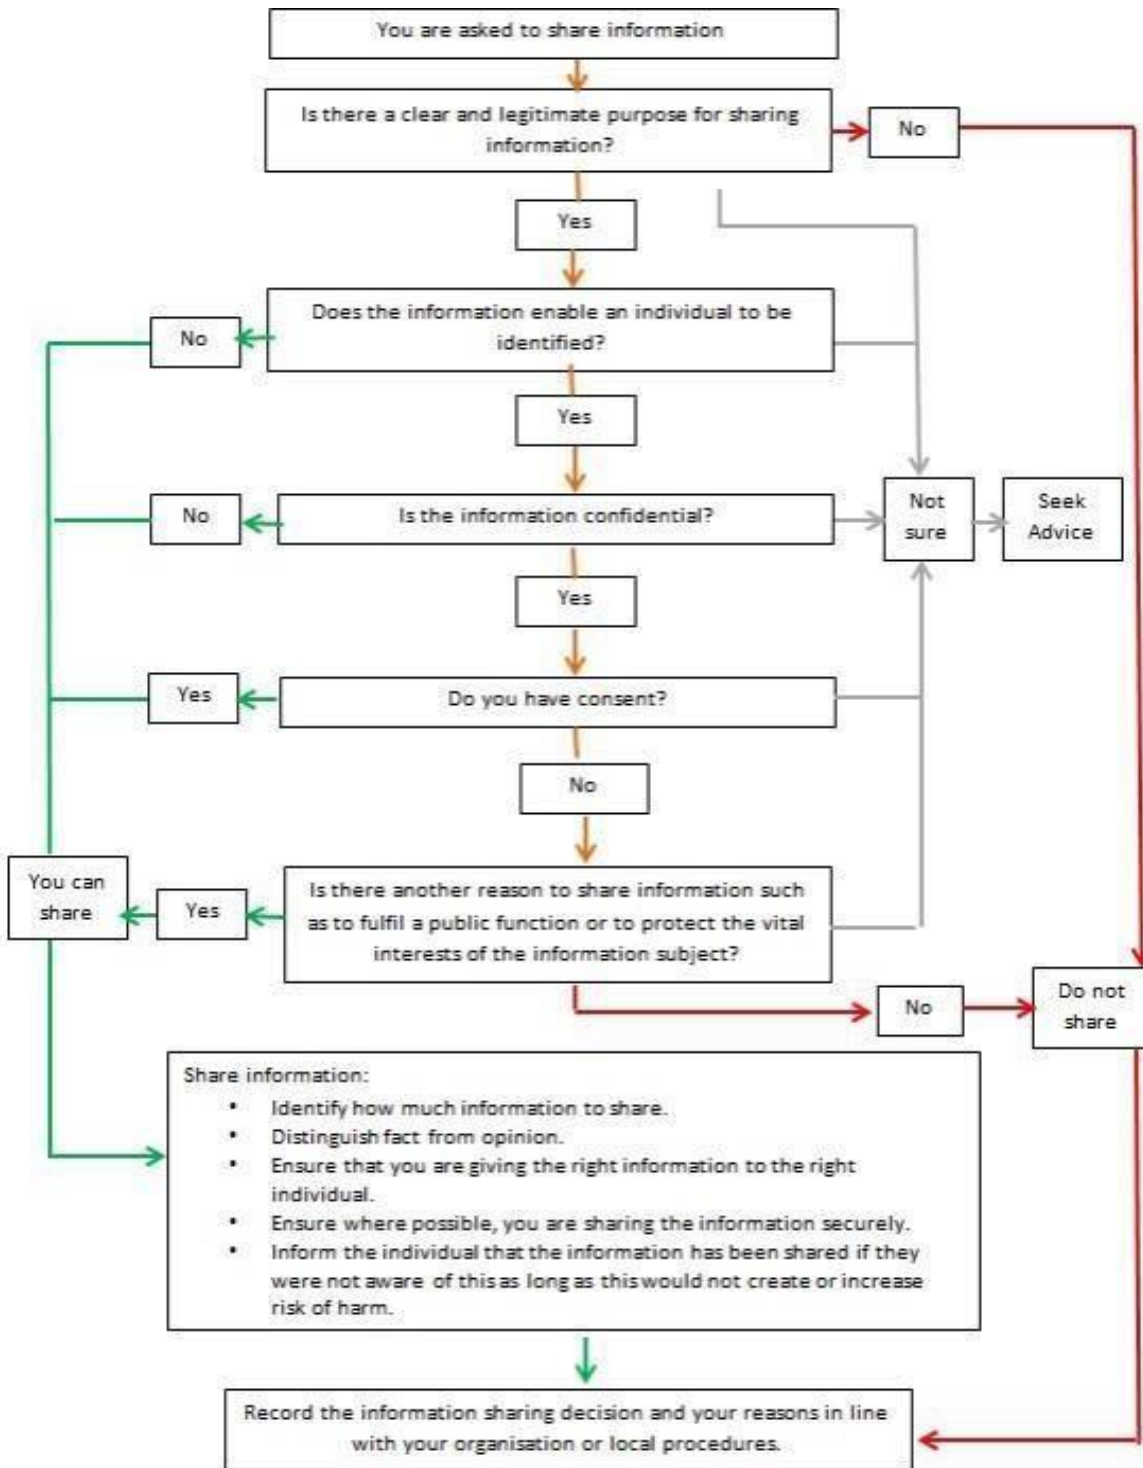 You are asked to share information
Is there a clear and legitimate purpose for sharing
information?
No
Yes
Does the information enable an individual to be
identified?
No
Yes
Is the information confidential?
No
Not
sure
Seek
Advice
Yes
Do you have consent?
Yes
No
You can
share
Yes
Is there another reason to share information such
as to fulfil a public function or to protect the vital
interests of the information subject?
No
Do not
share
Share information:
• Identify how much information to share.
• Distinguish fact from opinion.
• Ensure that you are giving the right information to the right
individual.
• Ensure where possible, you are sharing the information securely.
• Inform the individual that the information has been shared if they
were not aware of this as long as this would not create or increase
risk of harm.
Record the information sharing decision and your reasons in line
with your organisation or local procedures.